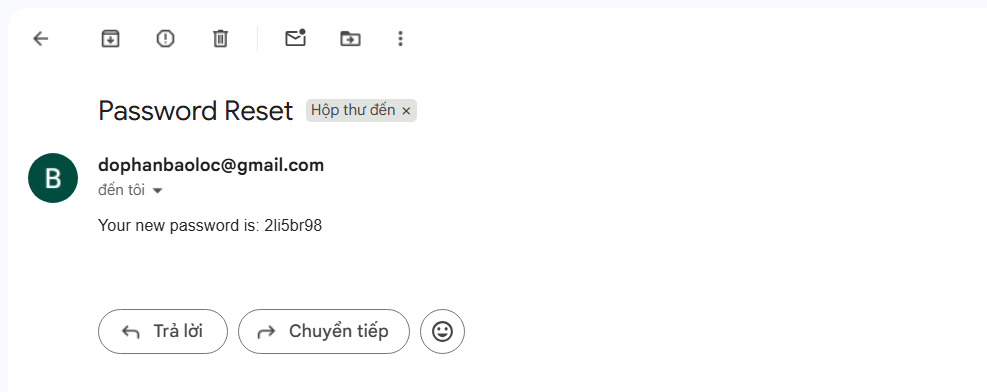 Password Reset Hộp thư đến ×
B
dophanbaoloc@gmail.com
đến tôi
Your new password is: 2li5br98
Trả lời Chuyển tiếp